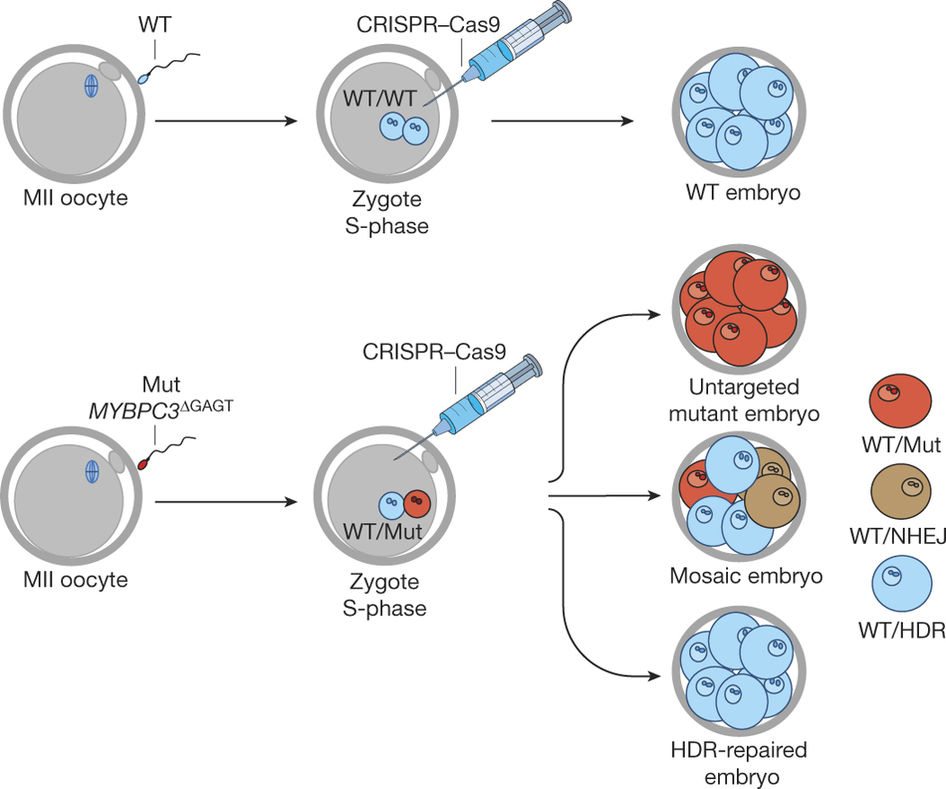 WT
CRISPR–Cas9
WT/WT
MII oocyte
Zygote
S-phase
WT embryo
Untargeted
mutant embryo
CRISPR–Cas9
Mut
MYBPC3ΔGAGT
WT/Mut
MII oocyte
Zygote
S-phase
Mosaic embryo
HDR-repaired
embryo
WT/Mut
WT/NHEJ
WT/HDR